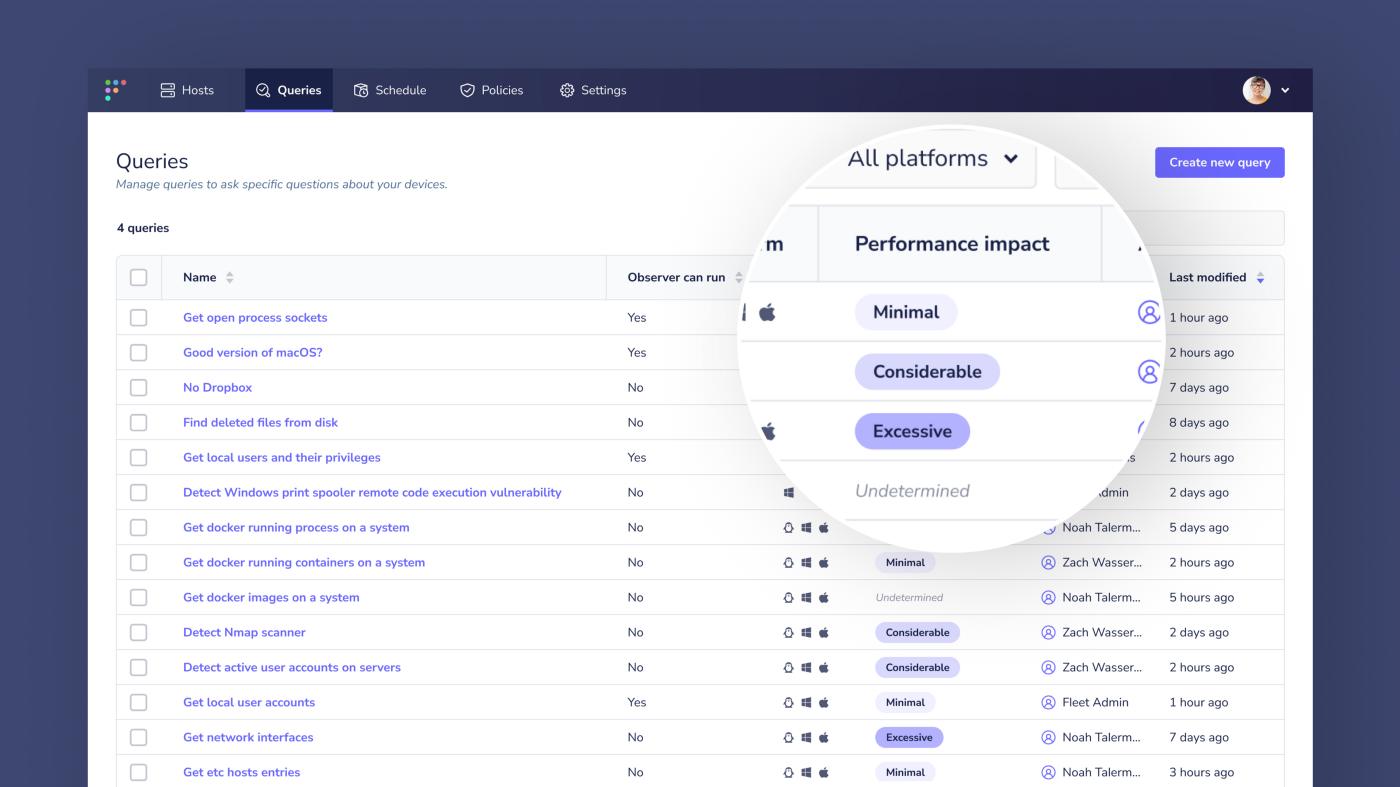 Hosts Queries Schedule Policies Settings
Queries
Create new query
Manage queries to ask specific questions about your devices.
All platforms
4 queries
Name Observer can run Performance impact Last modified
Get open process sockets Yes Minimal 1 hour ago
Good version of macOS? Yes 2 hours ago
No Dropbox No Considerable 7 days ago
Find deleted files from disk No Excessive 8 days ago
Get local users and their privileges Yes 2 hours ago
Detect Windows print spooler remote code execution vulnerability No Undetermined 2 days ago
Get docker running process on a system No Noah Talerm... 5 days ago
Get docker running containers on a system No Minimal Zach Wasser... 2 hours ago
Get docker images on a system No Undetermined Noah Talerm... 5 hours ago
Detect Nmap scanner No Considerable Zach Wasser... 2 days ago
Detect active user accounts on servers No Considerable Zach Wasser... 2 hours ago
Get local user accounts Yes Minimal Fleet Admin 1 hour ago
Get network interfaces No Excessive Noah Talerm... 7 days ago
Get etc hosts entries No Minimal Noah Talerm... 3 hours ago